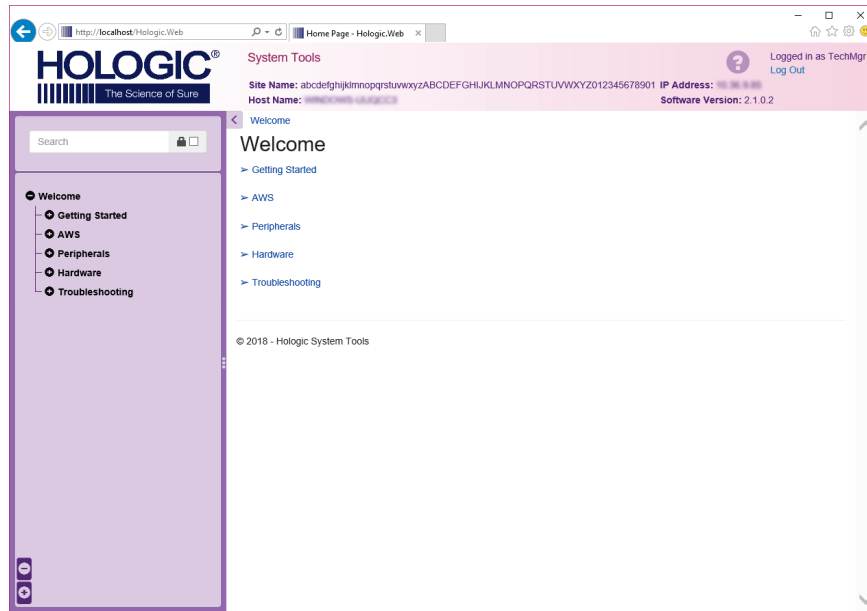 http://localhost/Hologic.Web
Home Page - Hologic.Web
HOLOGIC®
The Science of Sure
System Tools
Logged in as TechMgr
Log Out
Site Name: abcdefghijklmnopqrstuvwxyzABCDEFGHIJKLMNOPQRSTUVWXYZ012345678901 IP Address:
Host Name: Software Version: 2.1.0.2
Search
Welcome
Getting Started
AWS
Peripherals
Hardware
Troubleshooting
Welcome
Welcome
➢ Getting Started
➢ AWS
➢ Peripherals
➢ Hardware
➢ Troubleshooting
© 2018 - Hologic System Tools